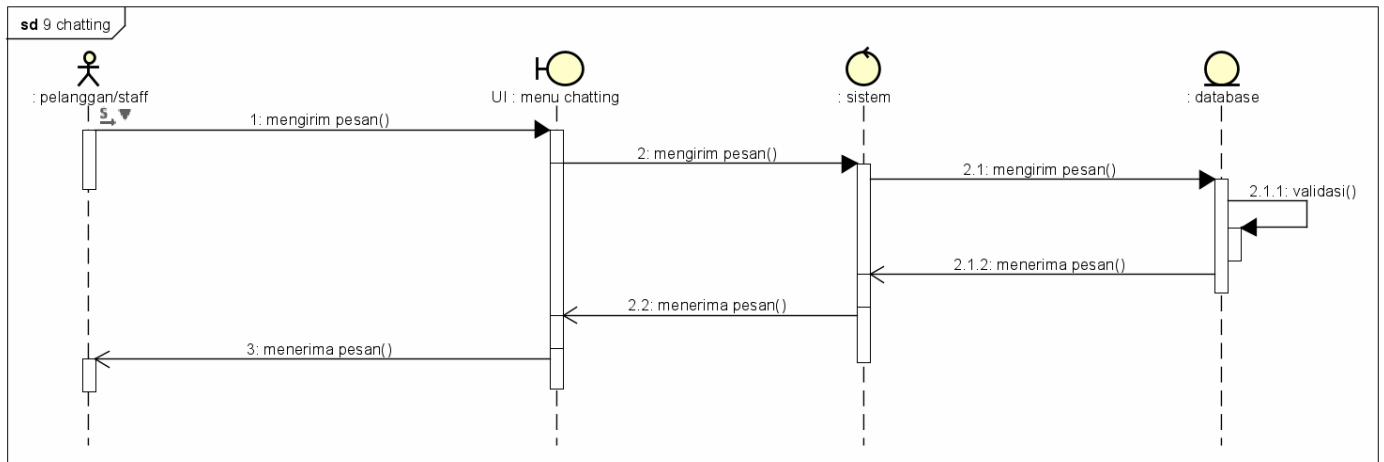 sd 9 chatting
: pelanggan/staff
UI : menu chatting
: sistem
: database
S
1: mengirim pesan()
2: mengirim pesan()
2.1: mengirim pesan()
2.1.1: validasi()
2.1.2: menerima pesan()
2.2: menerima pesan()
3: menerima pesan()